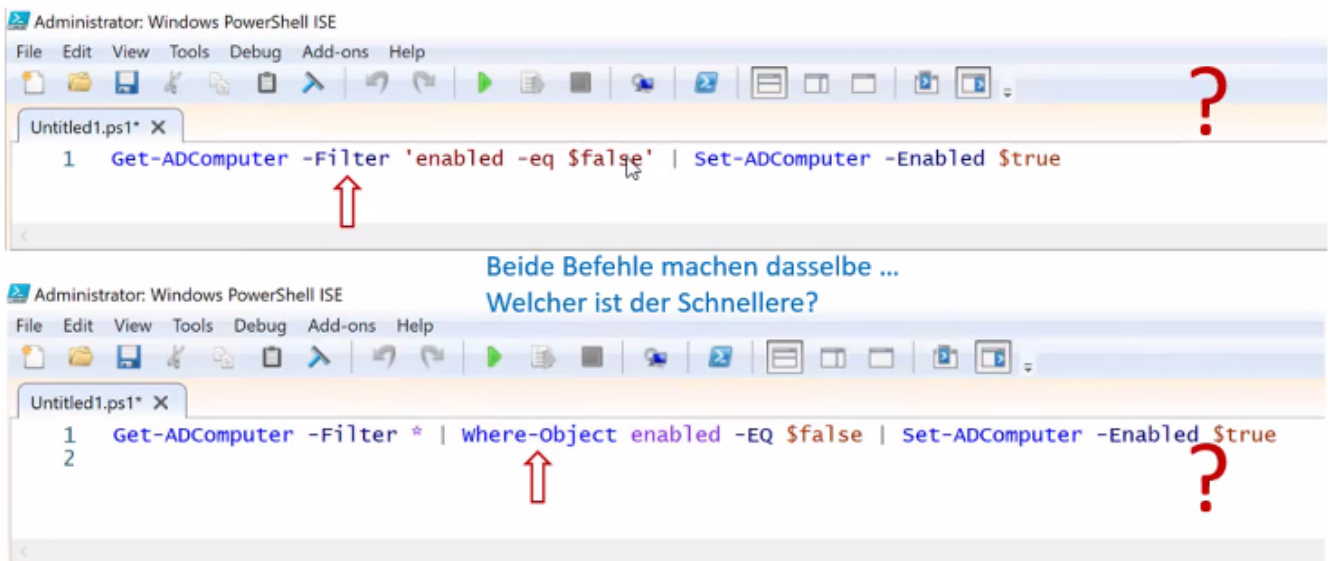 Administrator: Windows PowerShell ISE
File Edit View Tools Debug Add-ons Help
?
Untitled1.ps1* X
1 Get-ADComputer -Filter 'enabled -eq $false' | Set-ADComputer -Enabled $true
Beide Befehle machen dasselbe ...
Welcher ist der Schnellere?
Administrator: Windows PowerShell ISE
File Edit View Tools Debug Add-ons Help
Untitled1.ps1* X
1 Get-ADComputer -Filter * | Where-Object enabled -EQ $false | Set-ADComputer -Enabled $true
2
?